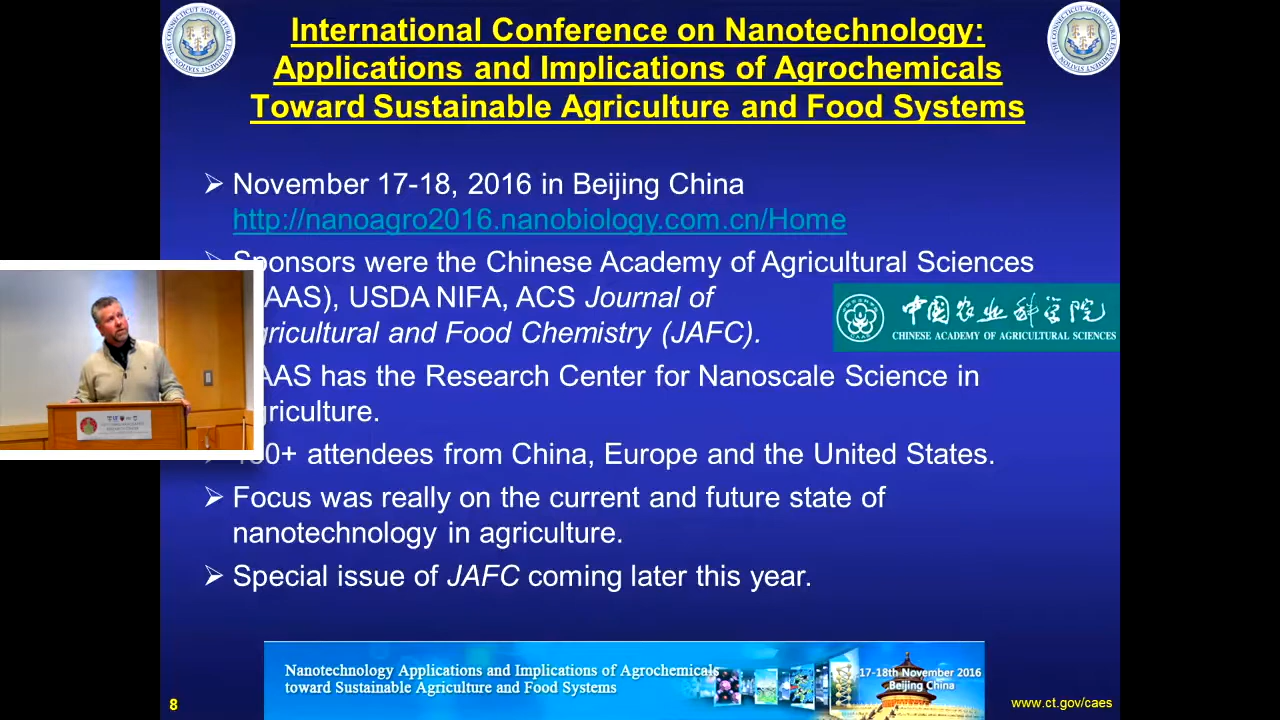 International Conference on Nanotechnology:
Applications and Implications of Agrochemicals
Toward Sustainable Agriculture and Food Systems
November 17-18, 2016 in Beijing China
http://nanoagro2016.nanobiology.com.cn/Home
Sponsors were the Chinese Academy of Agricultural Sciences
AAS), USDA NIFA, ACS Journal of
gricultural and Food Chemistry (JAFC).
中国农业科学院
CHINESE ACADEMY OF AGRICULTURAL SCIENCES
AAS has the Research Center for Nanoscale Science in
griculture.
attendees from China, Europe and the United States.
Focus was really on the current and future state of
nanotechnology in agriculture.
Special issue of JAFC coming later this year.
Nanotechnology Applications and Implications of Agrochemicals
toward Sustainable Agriculture and Food Systems
17-18th November 2016
Beijing China
8
www.ct.gov/caes